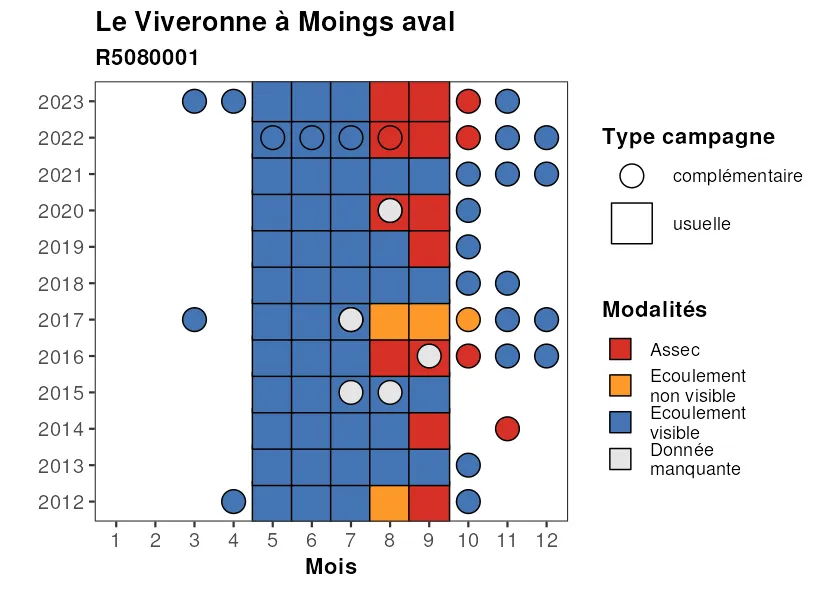 Le Viveronne à Moings aval
R5080001
2023
2022
2021
2020
2019
2018
2017
2016
2015
2014
2013
2012
1 2 3 4 5 6 7 8 9 10 11 12
Mois
Type campagne
complémentaire
usuelle
Modalités
Assec
Ecoulement
non visible
Ecoulement
visible
Donnée
manquante